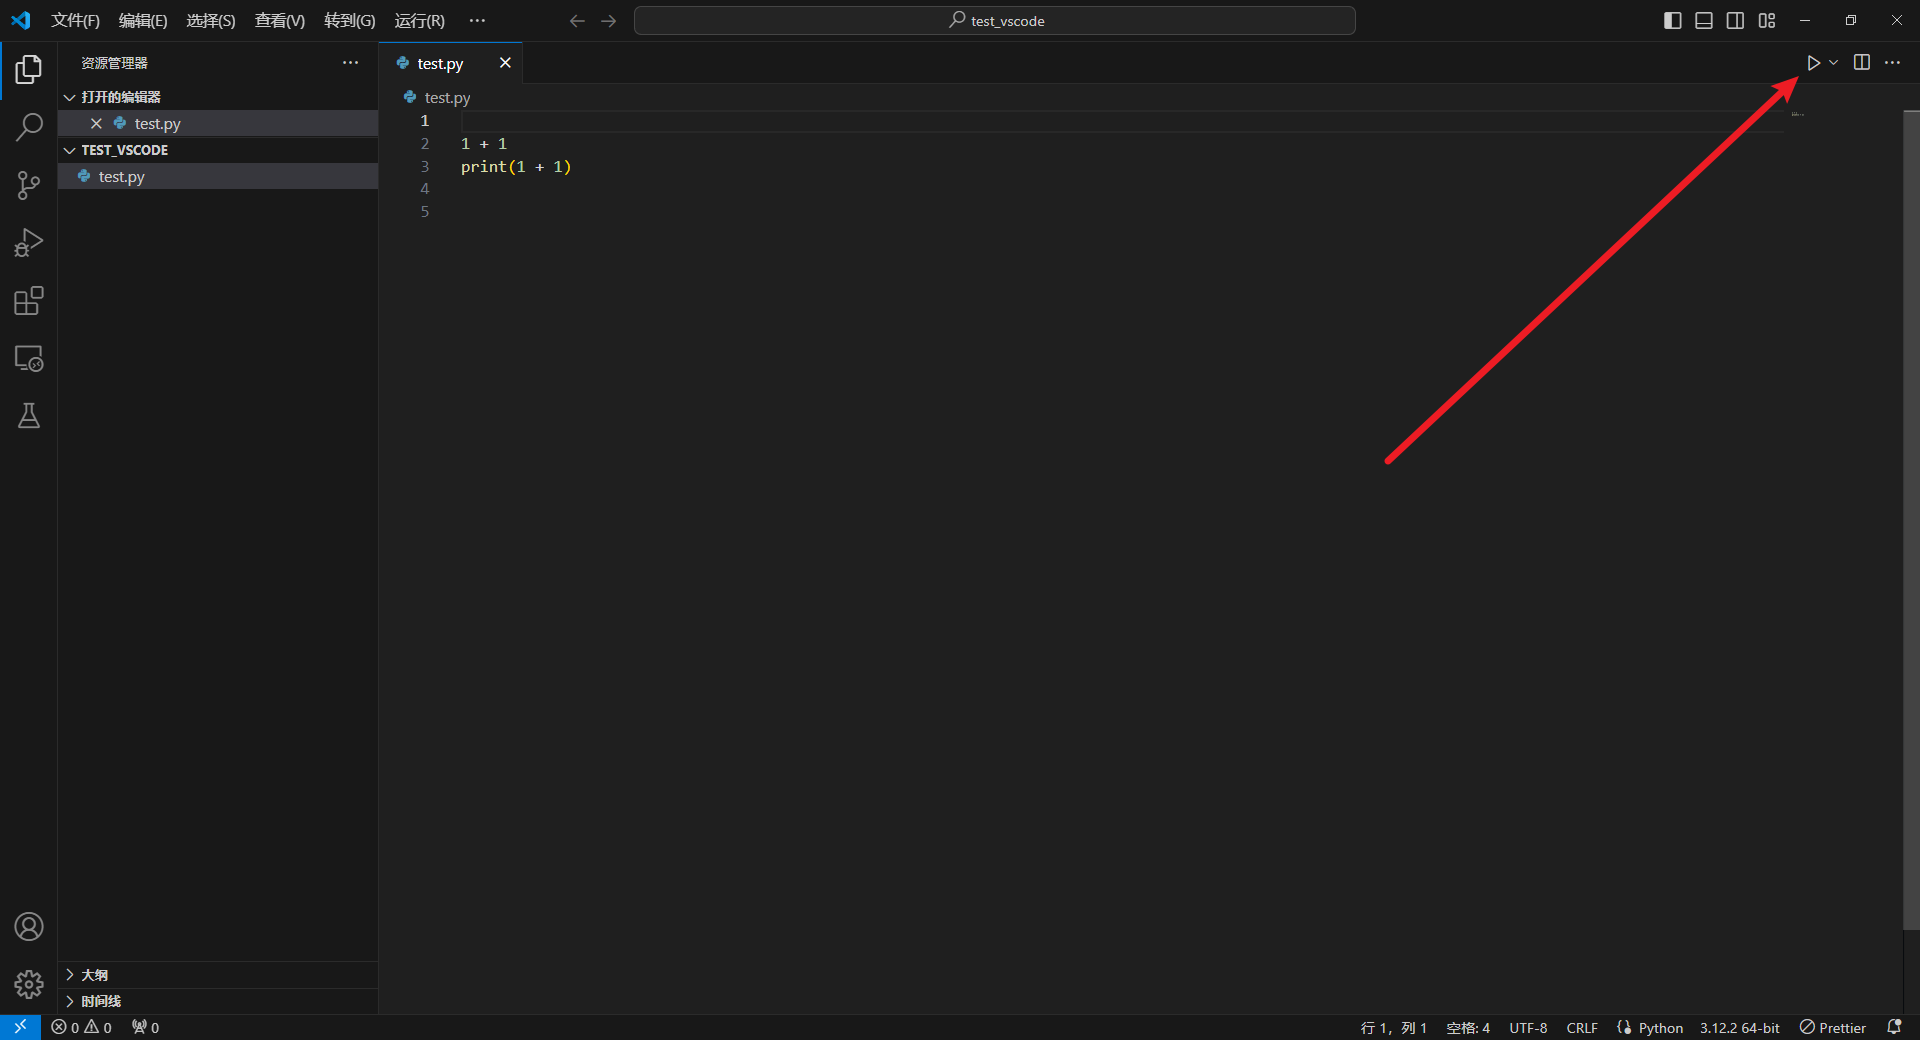 文件(F) 编辑(E) 选择(S) 查看(V) 转到(G) 运行(R) ··· test_vscode
资源管理器 ···
打开的编辑器
test.py
TEST_VSCODE
test.py
大纲
时间线
test.py
test.py
1
2 1 + 1
3 print(1 + 1)
4
5
0 0 0 行 1，列 1 空格: 4 UTF-8 CRLF Python 3.12.2 64-bit Prettier